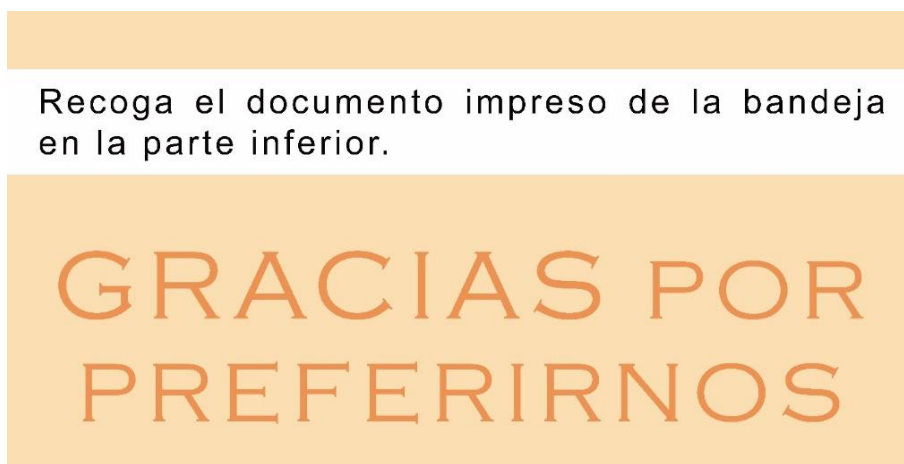 Recoga el documento impreso de la bandeja
en la parte inferior.
GRACIAS POR
PREFERIRNOS